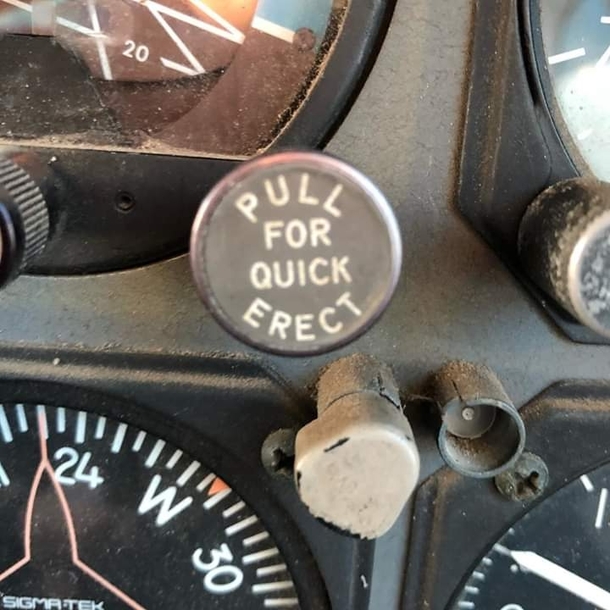 20
PULL
FOR
QUICK
ERECT
24
W
30
SIGMA-TEK